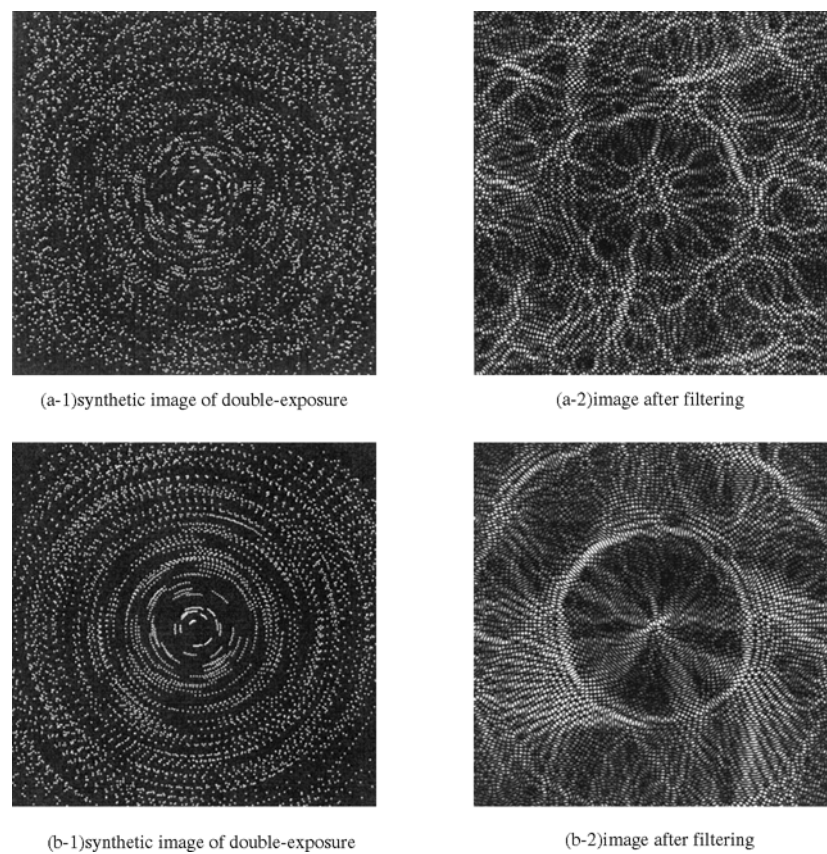 (a-1)synthetic image of double-exposure
(a-2)image after filtering
(b-1)synthetic image of double-exposure
(b-2)image after filtering